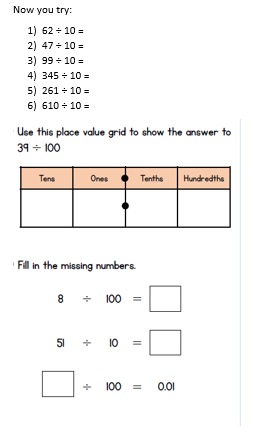 Now you try:
1) 62 ÷ 10 =
2) 47 ÷ 10 =
3) 99 ÷ 10 =
4) 345 ÷ 10 =
5) 261 ÷ 10 =
6) 610 ÷ 10 =
Use this place value grid to show the answer to
39 ÷ 100
Tens Ones Tenths Hundredths
Fill in the missing numbers.
8 ÷ 100 =
51 ÷ 10 =
÷ 100 = 0.01